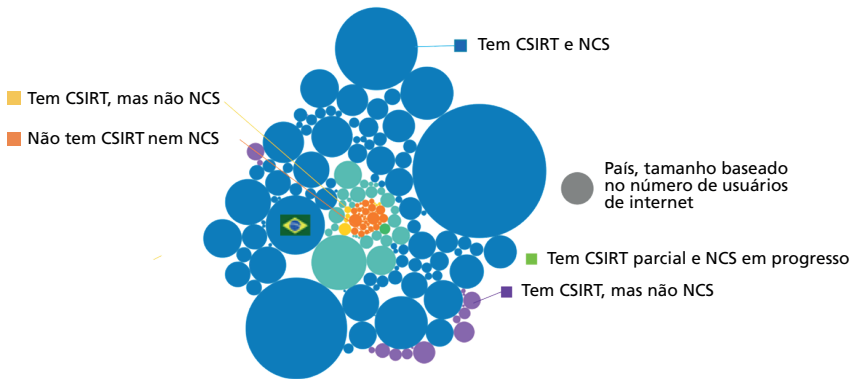 Tem CSIRT e NCS
Tem CSIRT, mas não NCS
Não tem CSIRT nem NCS
País, tamanho baseado
no número de usuários
de internet
Tem CSIRT parcial e NCS em progresso
Tem CSIRT, mas não NCS